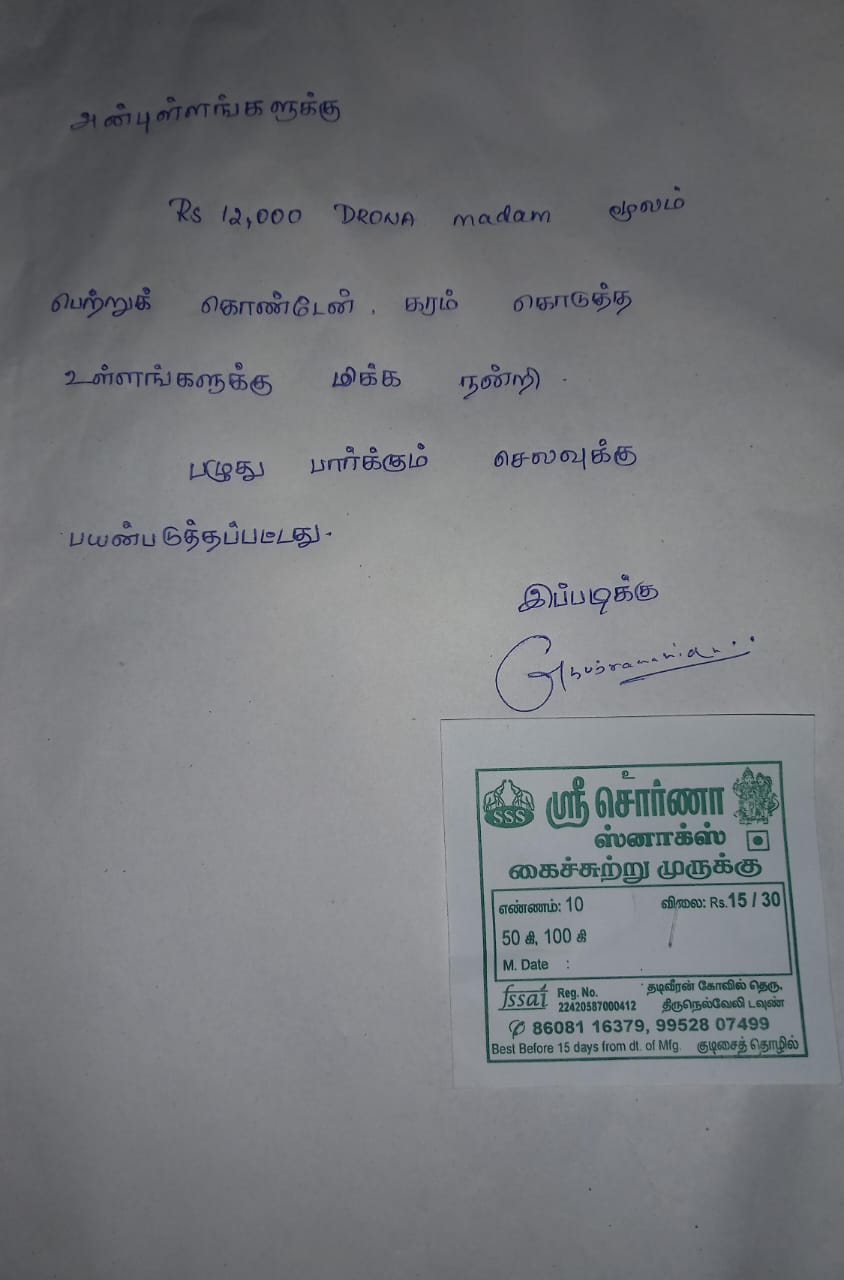 அன்புள்ளங்களுக்கு
Rs 12,000 DRONA madam மூலம்
பெற்றுக் கொண்டேன். கரம் கொடுத்த
உள்ளங்களுக்கு மிக்க நன்றி.
பழுது பார்க்கும் செலவுக்கு
பயன்படுத்தப்பட்டது.
இப்படிக்கு
உ
SSS ஸ்ரீ சொர்ணா
ஸ்னாக்ஸ்
கைச்சுற்று முருக்கு
எண்ணம்: 10 விலை: Rs.15 / 30
50 கி, 100 கி
M. Date :
fssai Reg. No. 22420587000412
தடிவீரன் கோவில் தெரு,
திருநெல்வேலி டவுண்
✆ 86081 16379, 99528 07499
Best Before 15 days from dt. of Mfg. குடிசைத் தொழில்